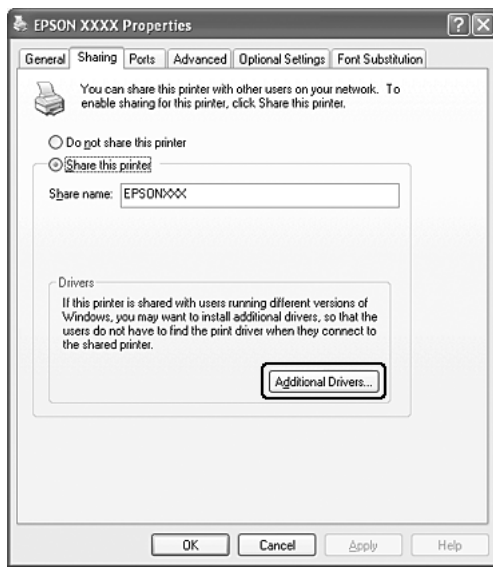 EPSON XXXX Properties
General Sharing Ports Advanced Optional Settings Font Substitution
You can share this printer with other users on your network. To
enable sharing for this printer, click Share this printer.
Do not share this printer
Share this printer
Share name: EPSONXXX
Drivers
If this printer is shared with users running different versions of
Windows, you may want to install additional drivers, so that the
users do not have to find the print driver when they connect to
the shared printer.
Additional Drivers...
OK Cancel Apply Help